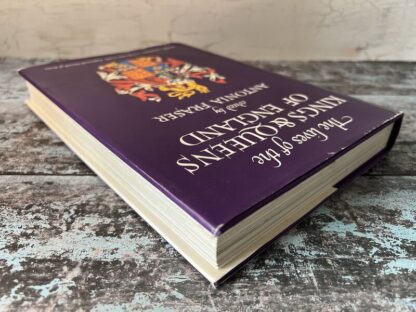 The lives of the
KINGS & QUEENS
OF ENGLAND
edited by
ANTONIA FRASER